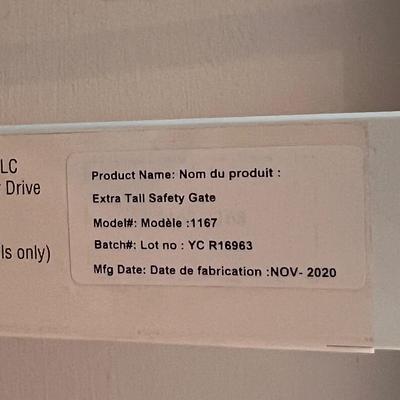 LC
Drive
ls only)
Product Name: Nom du produit :
Extra Tall Safety Gate
Model#: Modèle :1167
Batch#: Lot no : YC R16963
Mfg Date: Date de fabrication :NOV- 2020